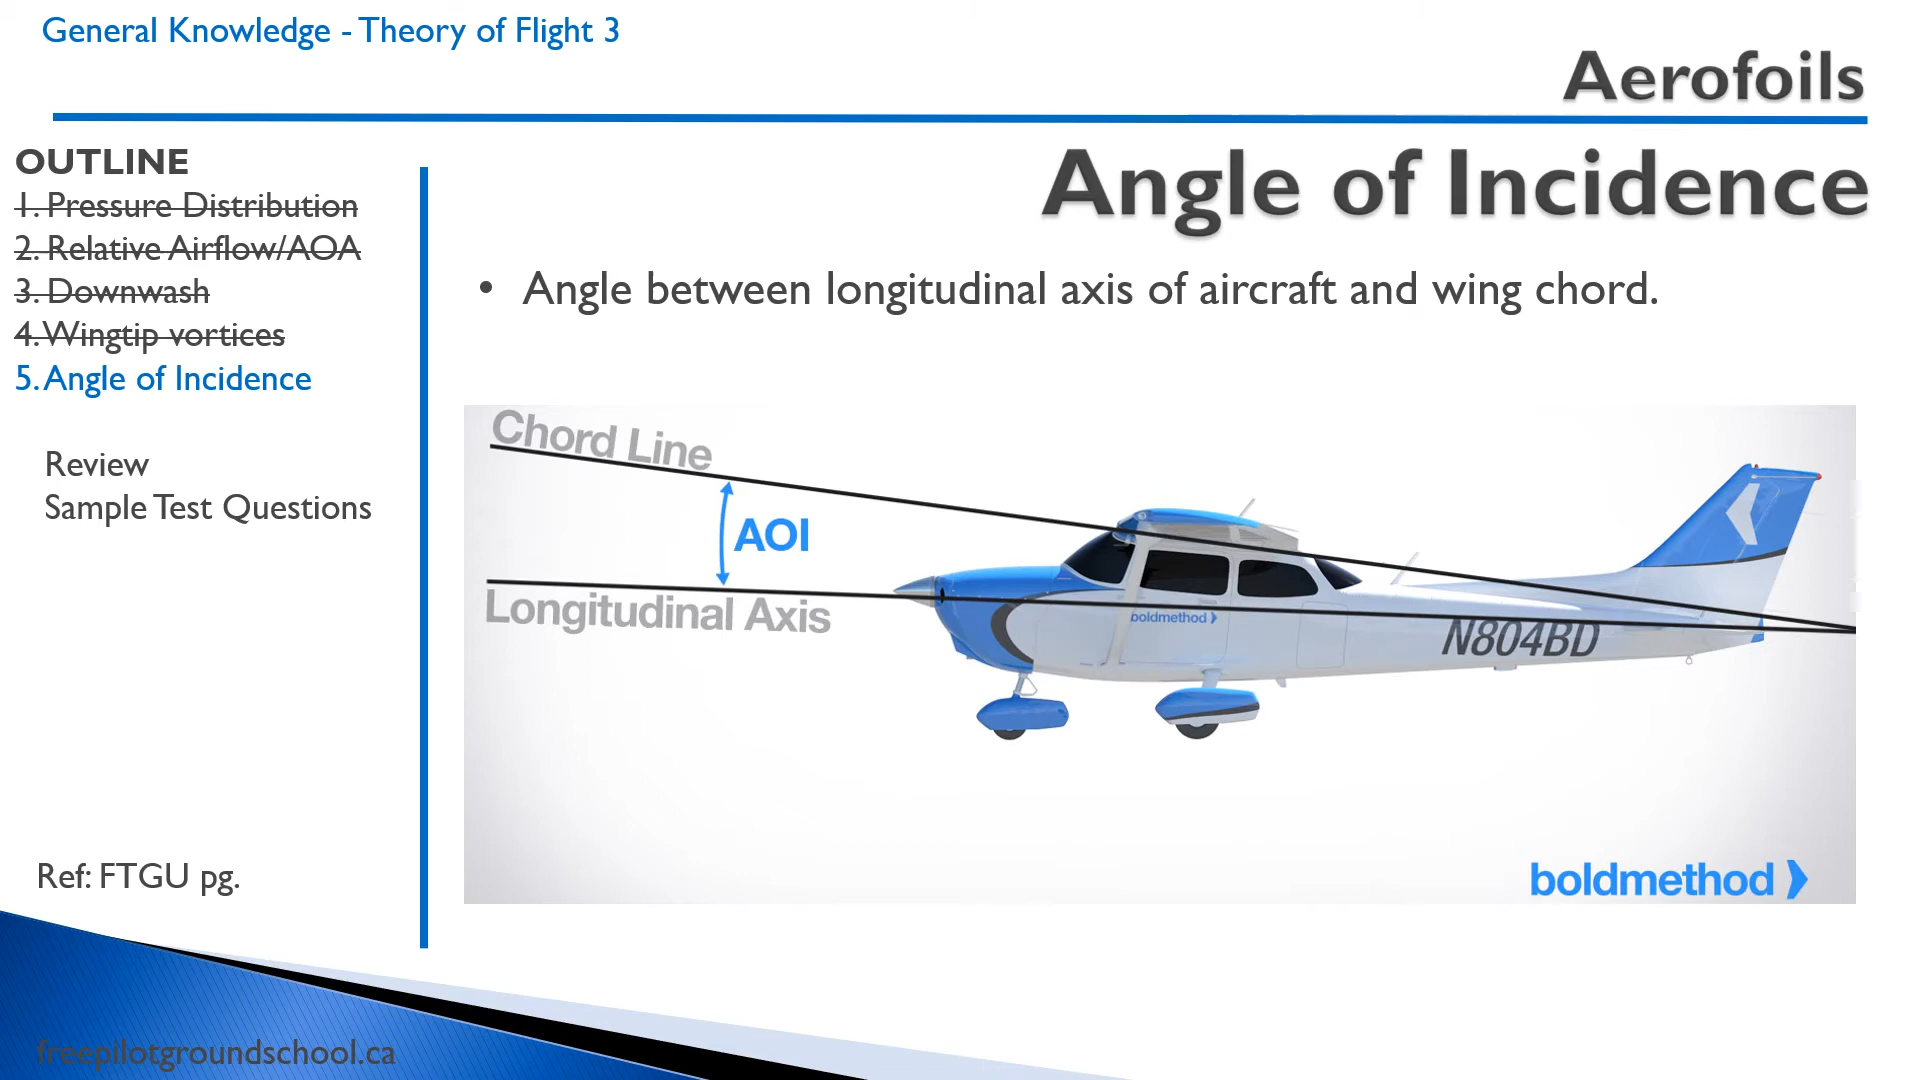 General Knowledge - Theory of Flight 3
Aerofoils
OUTLINE
1. Pressure Distribution
2. Relative Airflow/AOA
3. Downwash
4. Wingtip vortices
5. Angle of Incidence
Review
Sample Test Questions
Ref: FTGU pg.
freepilotgroundschool.ca
Angle of Incidence
• Angle between longitudinal axis of aircraft and wing chord.
Chord Line
AOI
Longitudinal Axis
boldmethod
N804BD
boldmethod